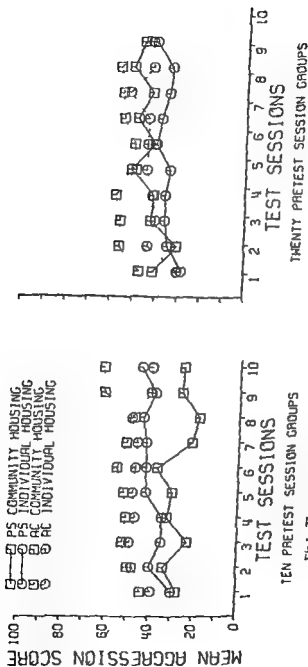 PS COMMUNITY HOUSING
PS INDIVIDUAL HOUSING
AC COMMUNITY HOUSING
AC INDIVIDUAL HOUSING
MEAN AGGRESSION SCORE
100
80
60
40
20
0
1 2 3 4 5 6 7 8 9 10
TEST SESSIONS
TEN PRETEST SESSION GROUPS
1 2 3 4 5 6 7 8 9 10
TEST SESSIONS
TWENTY PRETEST SESSION GROUPS